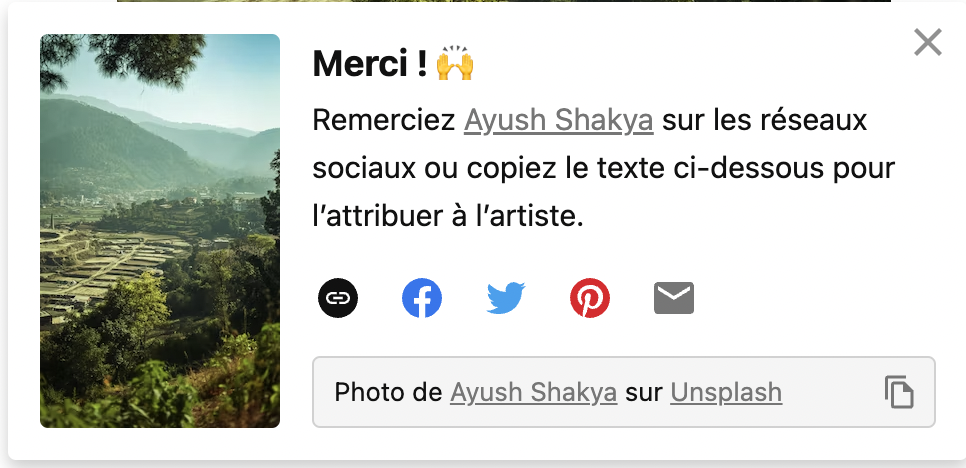 Merci ! 🙌
Remerciez Ayush Shakya sur les réseaux
sociaux ou copiez le texte ci-dessous pour
l’attribuer à l’artiste.
Photo de Ayush Shakya sur Unsplash